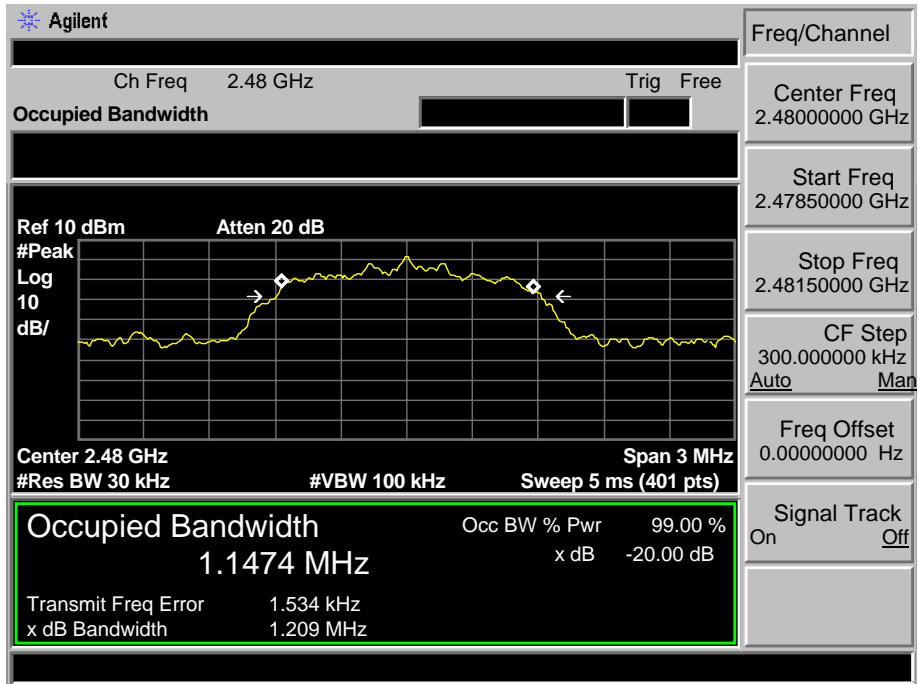 Agilent
Freq/Channel
Ch Freq 2.48 GHz Trig Free
Occupied Bandwidth
Center Freq
2.48000000 GHz
Start Freq
2.47850000 GHz
Stop Freq
2.48150000 GHz
CF Step
300.000000 kHz
Auto Man
Freq Offset
0.00000000 Hz
Signal Track
On Off
Ref 10 dBm Atten 20 dB
#Peak
Log
10
dB/
Center 2.48 GHz Span 3 MHz
#Res BW 30 kHz #VBW 100 kHz Sweep 5 ms (401 pts)
Occupied Bandwidth Occ BW % Pwr 99.00 %
1.1474 MHz x dB -20.00 dB
Transmit Freq Error 1.534 kHz
x dB Bandwidth 1.209 MHz